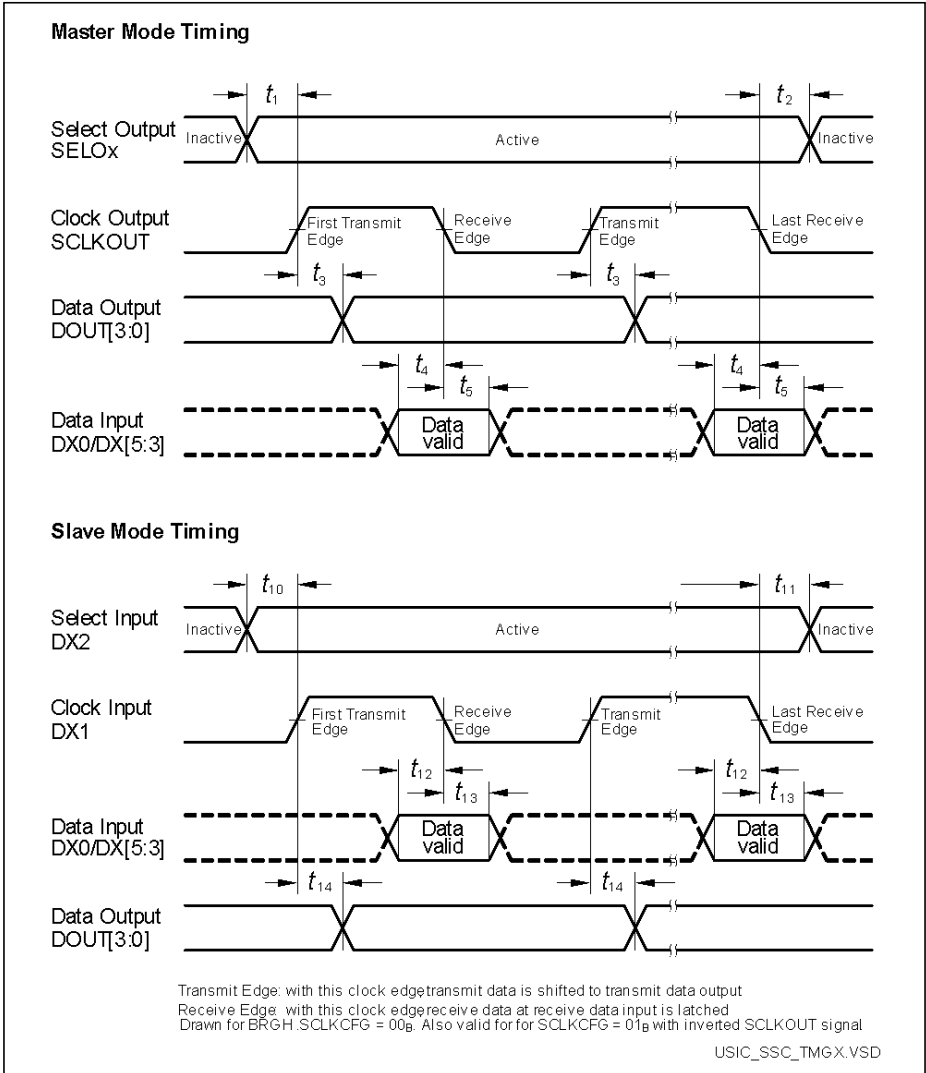 Master Mode Timing
t1
t2
Select Output
SELOx
Inactive
Active
Inactive
Clock Output
SCLKOUT
First Transmit
Edge
Receive
Edge
Transmit
Edge
Last Receive
Edge
t3
t3
Data Output
DOUT[3:0]
t4
t5
t4
t5
Data Input
DX0/DX[5:3]
Data
valid
Data
valid
Slave Mode Timing
t10
t11
Select Input
DX2
Inactive
Active
Inactive
Clock Input
DX1
First Transmit
Edge
Receive
Edge
Transmit
Edge
Last Receive
Edge
t12
t13
t12
t13
Data Input
DX0/DX[5:3]
Data
valid
Data
valid
t14
t14
Data Output
DOUT[3:0]
Transmit Edge: with this clock edge, transmit data is shifted to transmit data output
Receive Edge: with this clock edge, receive data at receive data input is latched
Drawn for BRGH.SCLKCFG = 00B. Also valid for for SCLKCFG = 01B with inverted SCLKOUT signal
USIC_SSC_TMGX.VSD